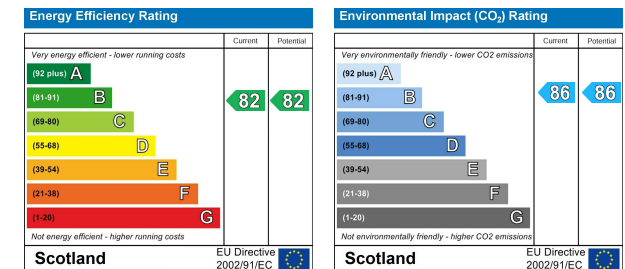 Energy Efficiency Rating
Current Potential
Very energy efficient - lower running costs
(92 plus) A
(81-91) B
82 82
(69-80) C
(55-68) D
(39-54) E
(21-38) F
(1-20) G
Not energy efficient - higher running costs
Scotland
EU Directive
2002/91/EC
Environmental Impact (CO₂) Rating
Current Potential
Very environmentally friendly - lower CO2 emissions
(92 plus) A
(81-91) B
86 86
(69-80) C
(55-68) D
(39-54) E
(21-38) F
(1-20) G
Not environmentally friendly - higher CO2 emissions
Scotland
EU Directive
2002/91/EC